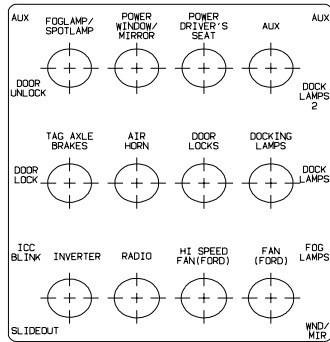 AUX
FOGLAMP/
SPOTLAMP
POWER
WINDOW/
MIRROR
POWER
DRIVER'S
SEAT
AUX
AUX
DOOR
UNLOCK
DOCK
LAMPS
2
TAG AXLE
BRAKES
AIR
HORN
DOOR
LOCKS
DOCKING
LAMPS
DOOR
LOCK
DOCK
LAMPS
ICC
BLINK
INVERTER
RADIO
HI SPEED
FAN(FORD)
FAN
(FORD)
FOG
LAMPS
SLIDEOUT
WND/
MIR